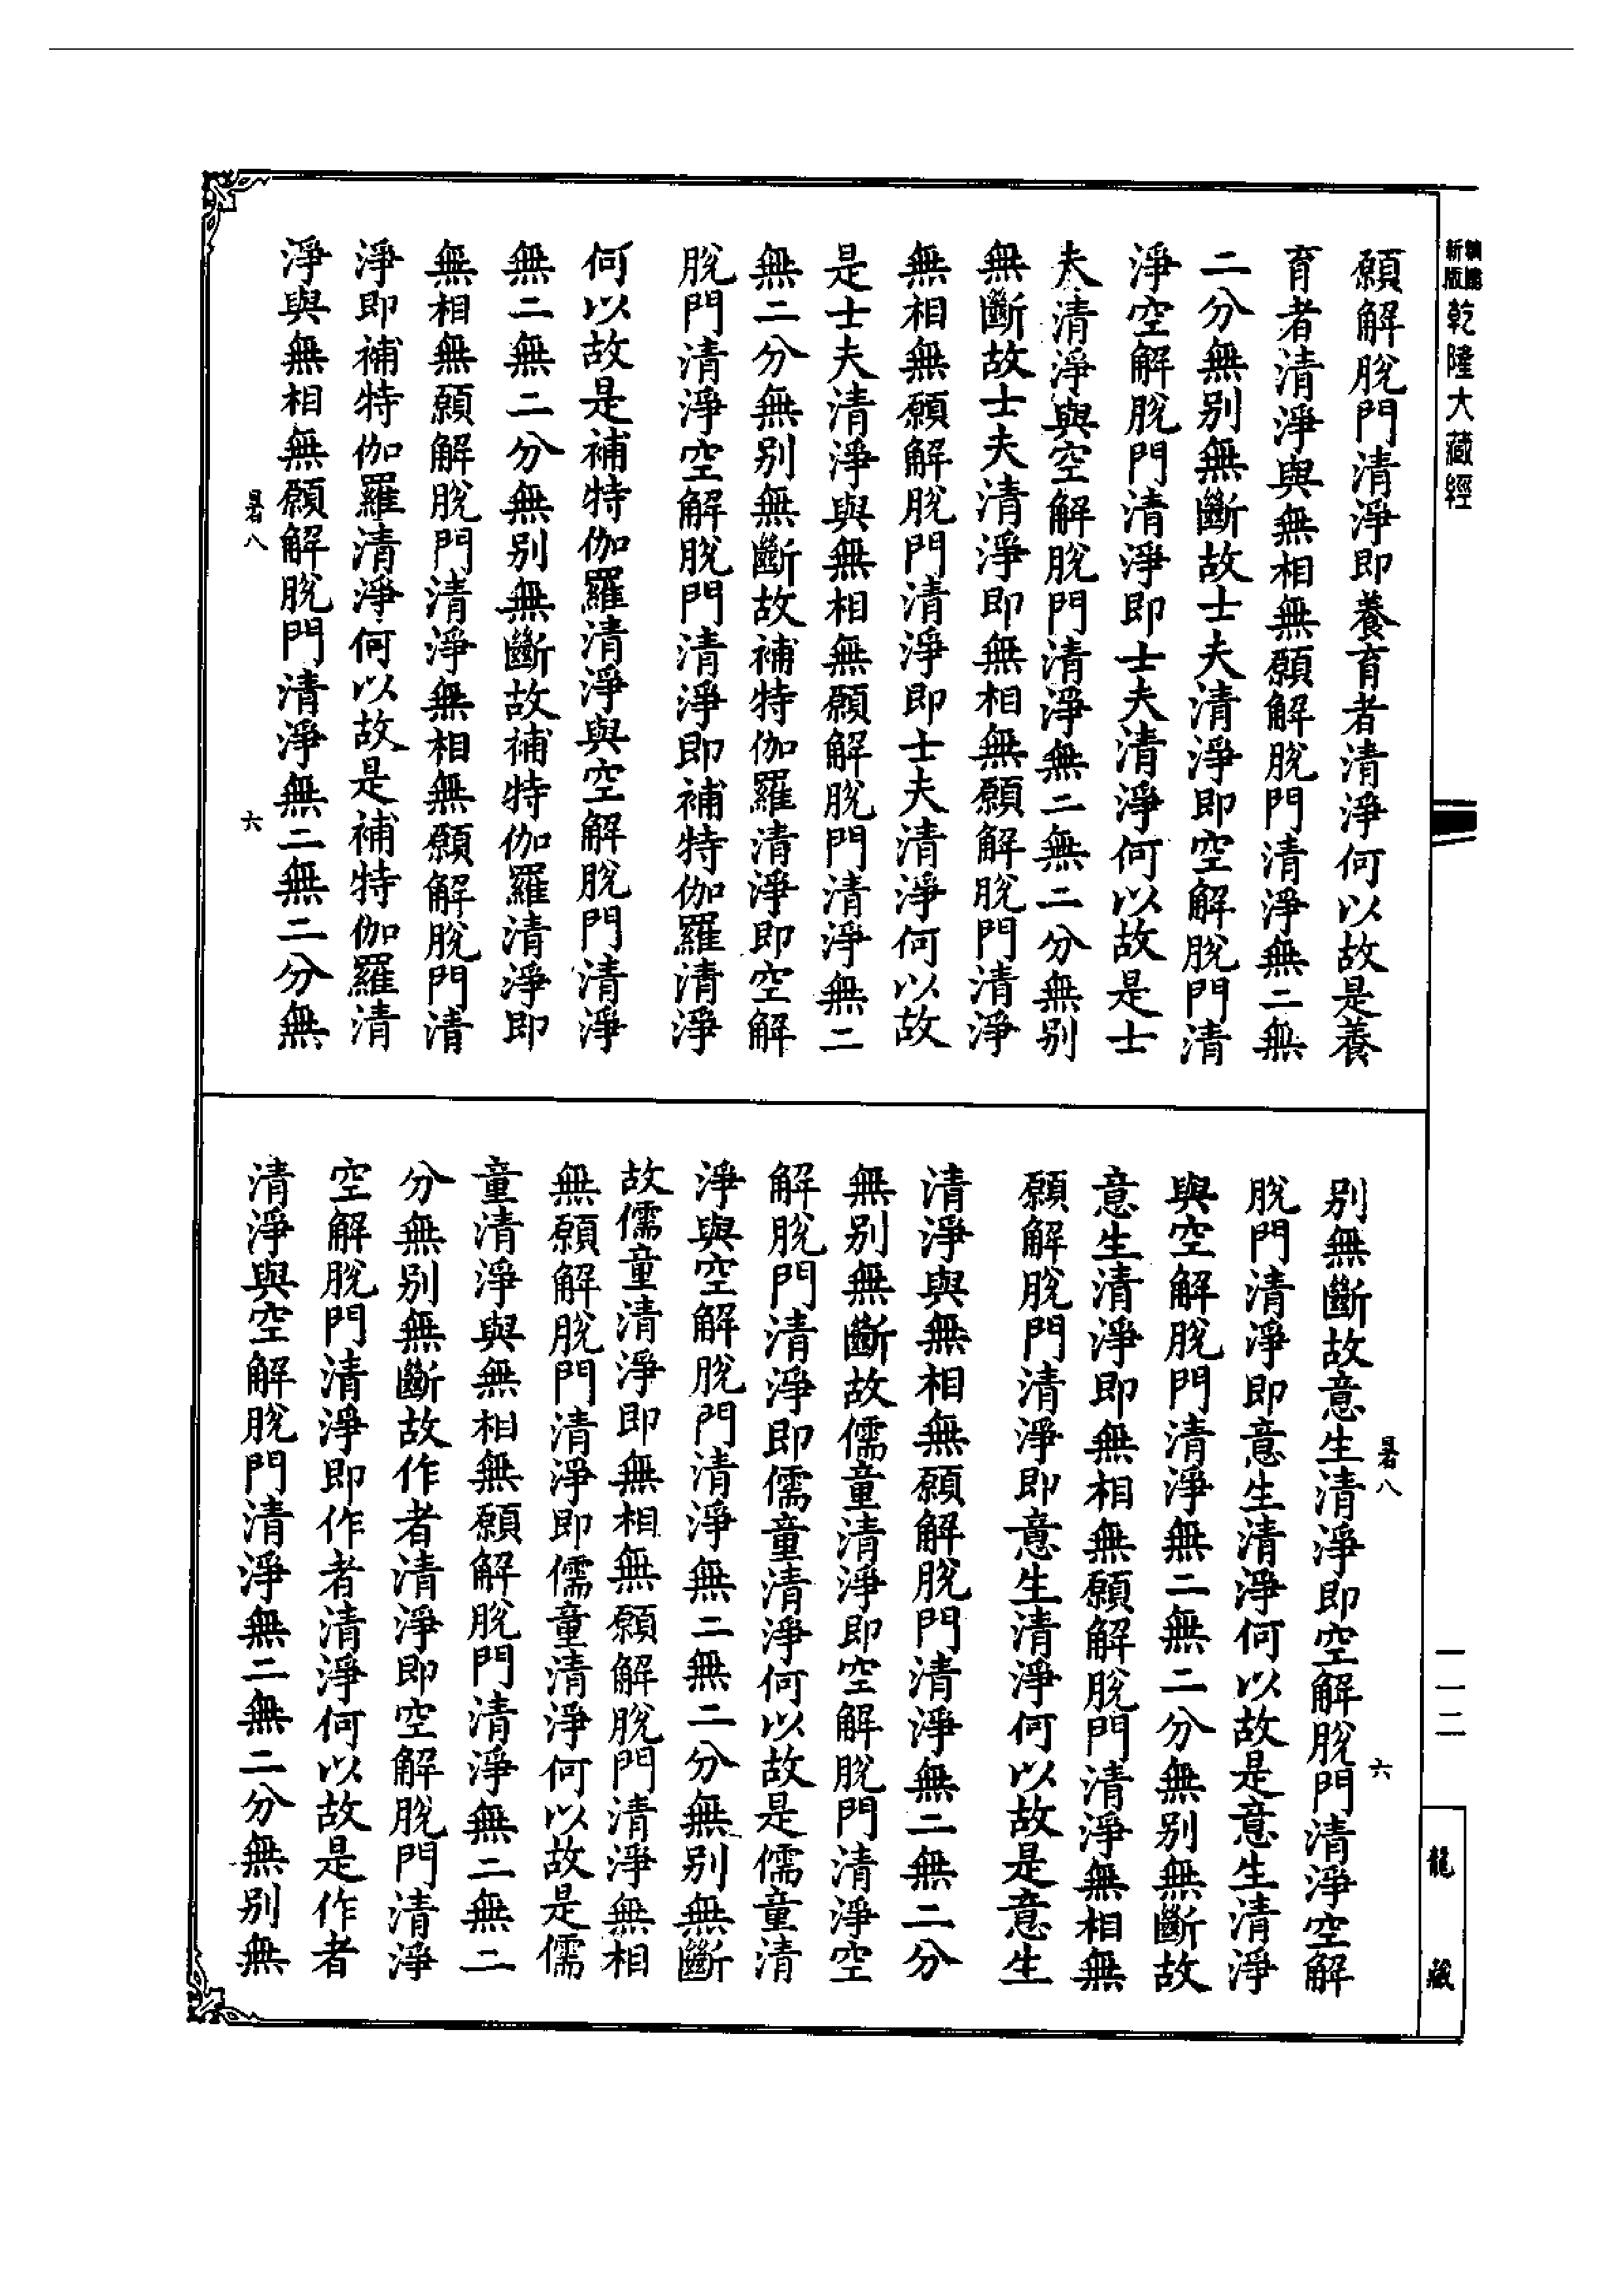 新版
乾隆大藏經
願解脫門清淨即養育者清淨何以故是養
育者清淨與無相無願解脫門清淨無二無
二分無別無斷故士夫清淨即空解脫門清
淨空解脫門清淨即士夫清淨何以故是士
夫清淨與空解脫門清淨無二無二分無別
無斷故士夫清淨即無相無願解脫門清淨
無相無願解脫門清淨即士夫清淨何以故
是士夫清淨與無相無願解脫門清淨無二
無二分無別無斷故補特伽羅清淨即空解
脫門清淨空解脫門清淨即補特伽羅清淨
何以故是補特伽羅清淨與空解脫門清淨
無二無二分無別無斷故補特伽羅清淨即
無相無願解脫門清淨無相無願解脫門清
淨即補特伽羅清淨何以故是補特伽羅清
淨與無相無願解脫門清淨無二無二分無
暑八 六
一一二
龍藏
暑八 六
別無斷故意生清淨即空解脫門清淨空解
脫門清淨即意生清淨何以故是意生清淨
與空解脫門清淨無二無二分無別無斷故
意生清淨即無相無願解脫門清淨無相無
願解脫門清淨即意生清淨何以故是意生
清淨與無相無願解脫門清淨無二無二分
無別無斷故儒童清淨即空解脫門清淨空
解脫門清淨即儒童清淨何以故是儒童清
淨與空解脫門清淨無二無二分無別無斷
故儒童清淨即無相無願解脫門清淨無相
無願解脫門清淨即儒童清淨何以故是儒
童清淨與無相無願解脫門清淨無二無二
分無別無斷故作者清淨即空解脫門清淨
空解脫門清淨即作者清淨何以故是作者
清淨與空解脫門清淨無二無二分無別無